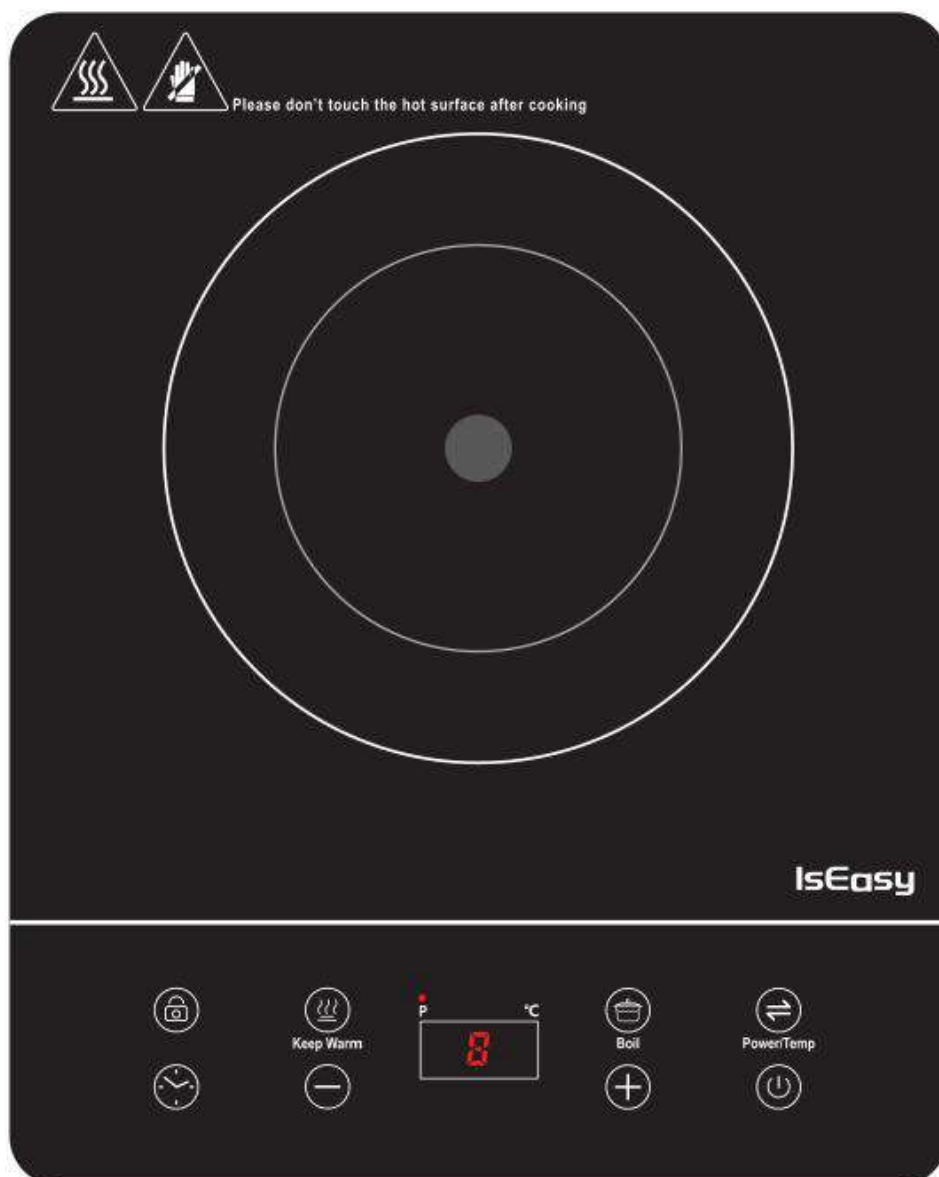 Please don't touch the hot surface after cooking
IsEasy
P °C
Keep Warm 8 Boil Power/Temp